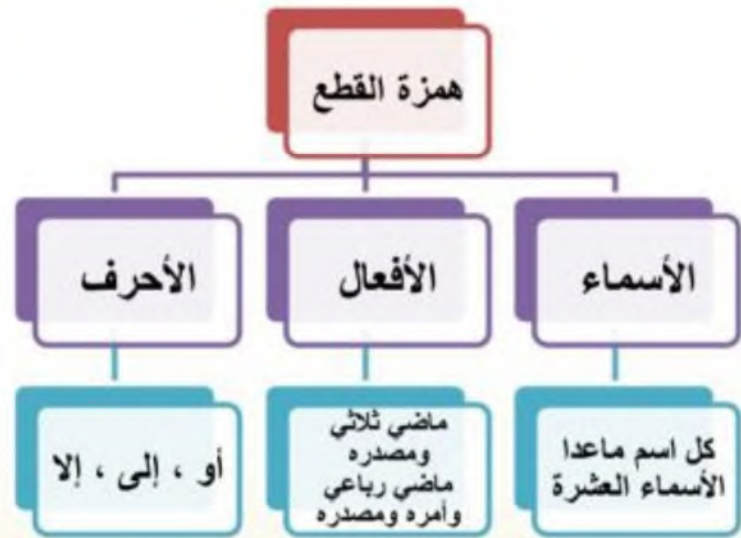 همزة القطع
الأسماء
الأفعال
الأحرف
كل اسم ماعدا
الأسماء العشرة
ماضي ثلاثي
ومصدره
ماضي رباعي
وأمره ومصدره
أو ، إلى ، إلا